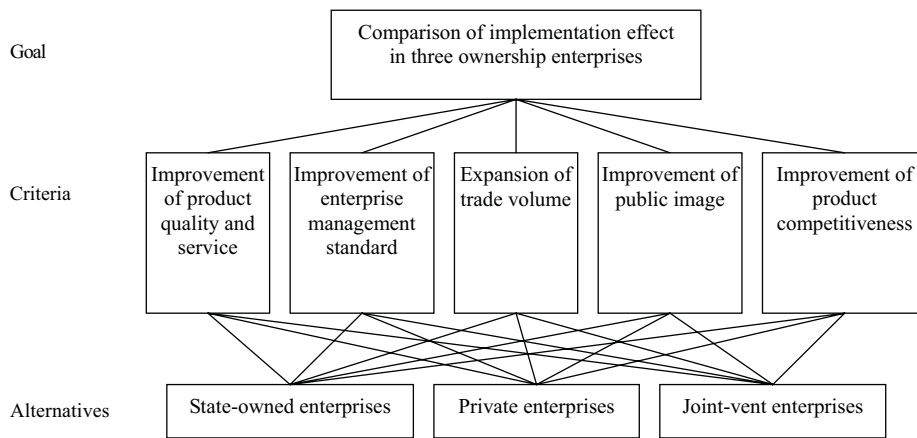 Goal
Comparison of implementation effect
in three ownership enterprises
Criteria
Improvement
of product
quality and
service
Improvement of
enterprise
management
standard
Expansion of
trade volume
Improvement
of public image
Improvement of
product
competitiveness
Alternatives
State-owned enterprises
Private enterprises
Joint-vent enterprises